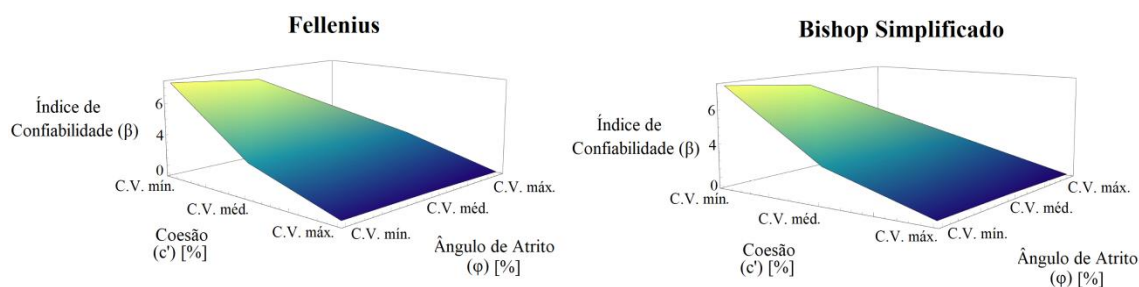 Fellenius
Índice de
Confiabilidade (β)
6
4
0
C.V. mín.
C.V. méd.
C.V. máx.
Coesão
(c') [%]
C.V. mín.
C.V. méd.
C.V. máx.
Ângulo de Atrito
(φ) [%]
Bishop Simplificado
Índice de
Confiabilidade (β)
6
4
0
C.V. mín.
C.V. méd.
C.V. máx.
Coesão
(c') [%]
C.V. mín.
C.V. méd.
C.V. máx.
Ângulo de Atrito
(φ) [%]